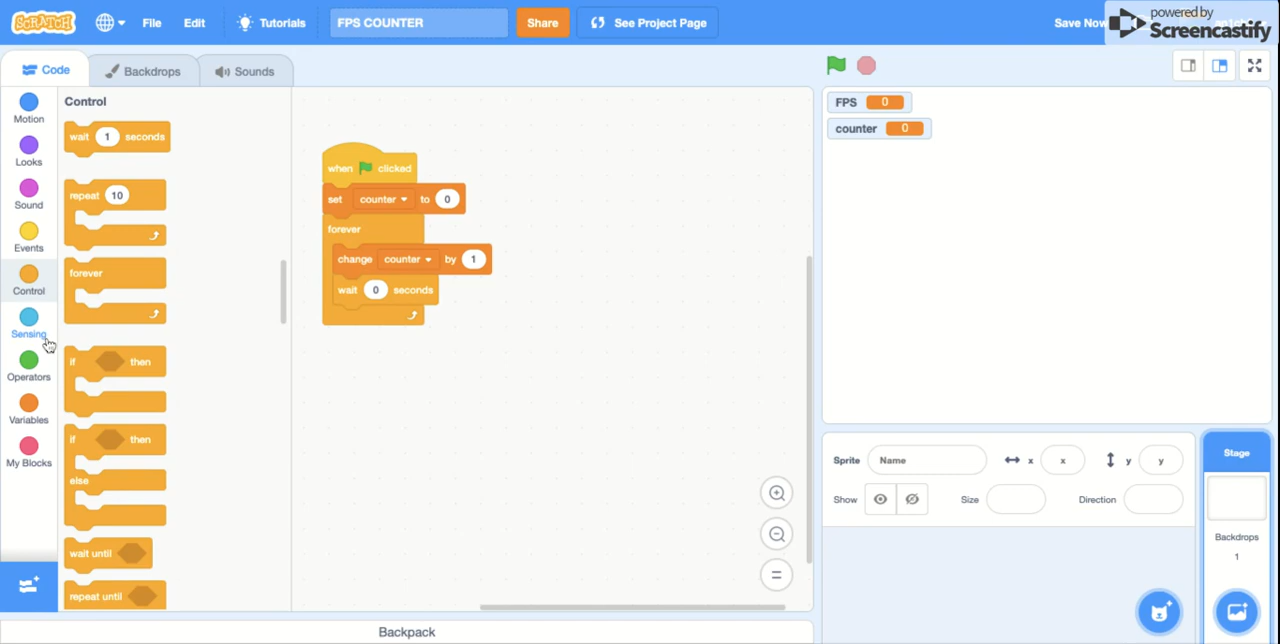 SCRATCH
File
Edit
Tutorials
FPS COUNTER
Share
See Project Page
Save Now
powered by
Screencastify
Code
Backdrops
Sounds
Motion
Looks
Sound
Events
Control
Sensing
Operators
Variables
My Blocks
Control
wait 1 seconds
repeat 10
forever
if then
if then
else
wait until
repeat until
when clicked
set counter to 0
forever
change counter by 1
wait 0 seconds
FPS 0
counter 0
Sprite Name x x y y
Show Size Direction
Stage
Backdrops
1
Backpack